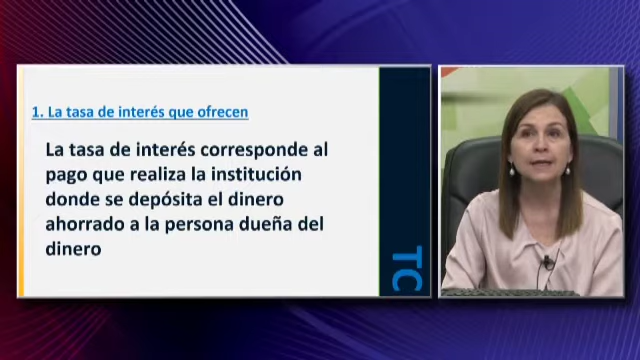 1. La tasa de interés que ofrecen
La tasa de interés corresponde al
pago que realiza la institución
donde se depósita el dinero
ahorrado a la persona dueña del
dinero
TC